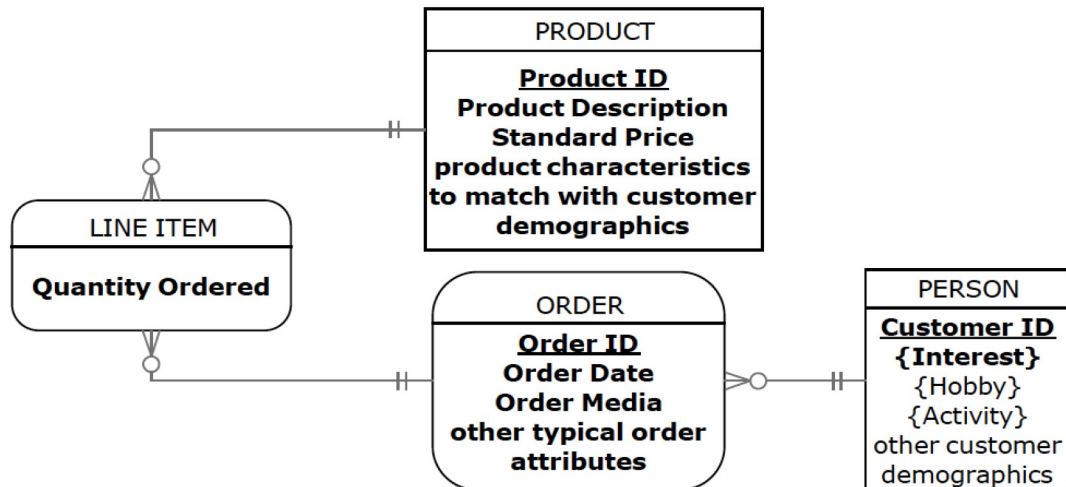 PRODUCT
Product ID
Product Description
Standard Price
product characteristics
to match with customer
demographics
LINE ITEM
Quantity Ordered
ORDER
Order ID
Order Date
Order Media
other typical order
attributes
PERSON
Customer ID
{Interest}
{Hobby}
{Activity}
other customer
demographics